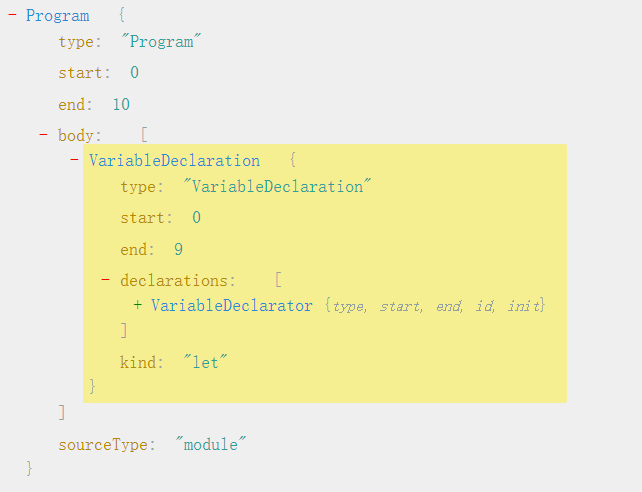 - Program {
type: "Program"
start: 0
end: 10
- body: [
- VariableDeclaration {
type: "VariableDeclaration"
start: 0
end: 9
- declarations: [
+ VariableDeclarator {type, start, end, id, init}
]
kind: "let"
}
]
sourceType: "module"
}